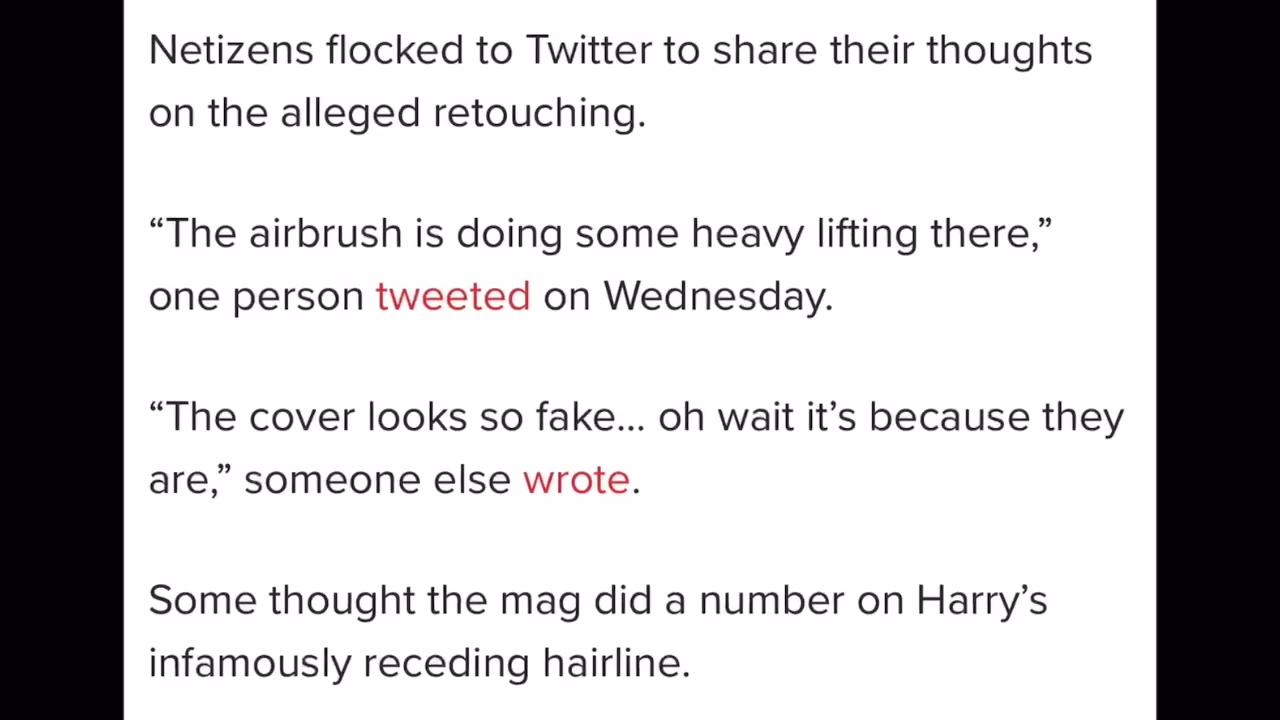 Netizens flocked to Twitter to share their thoughts
on the alleged retouching.
“The airbrush is doing some heavy lifting there,”
one person tweeted on Wednesday.
“The cover looks so fake… oh wait it’s because they
are,” someone else wrote.
Some thought the mag did a number on Harry’s
infamously receding hairline.